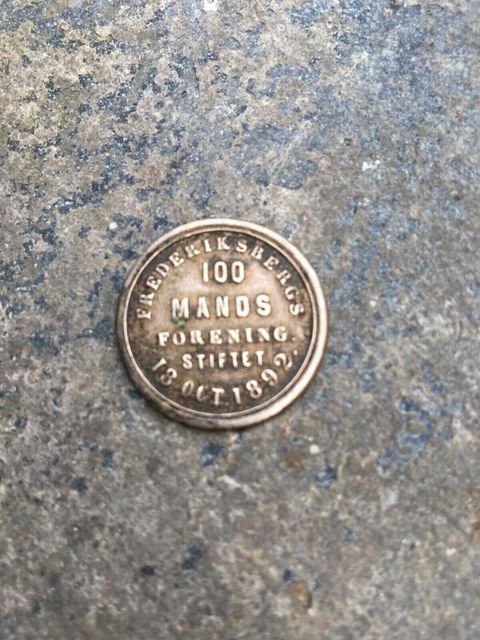 FREDERIKSBERGS
100
MANDS
FORENING.
STIFTET
13 OCT. 1892.